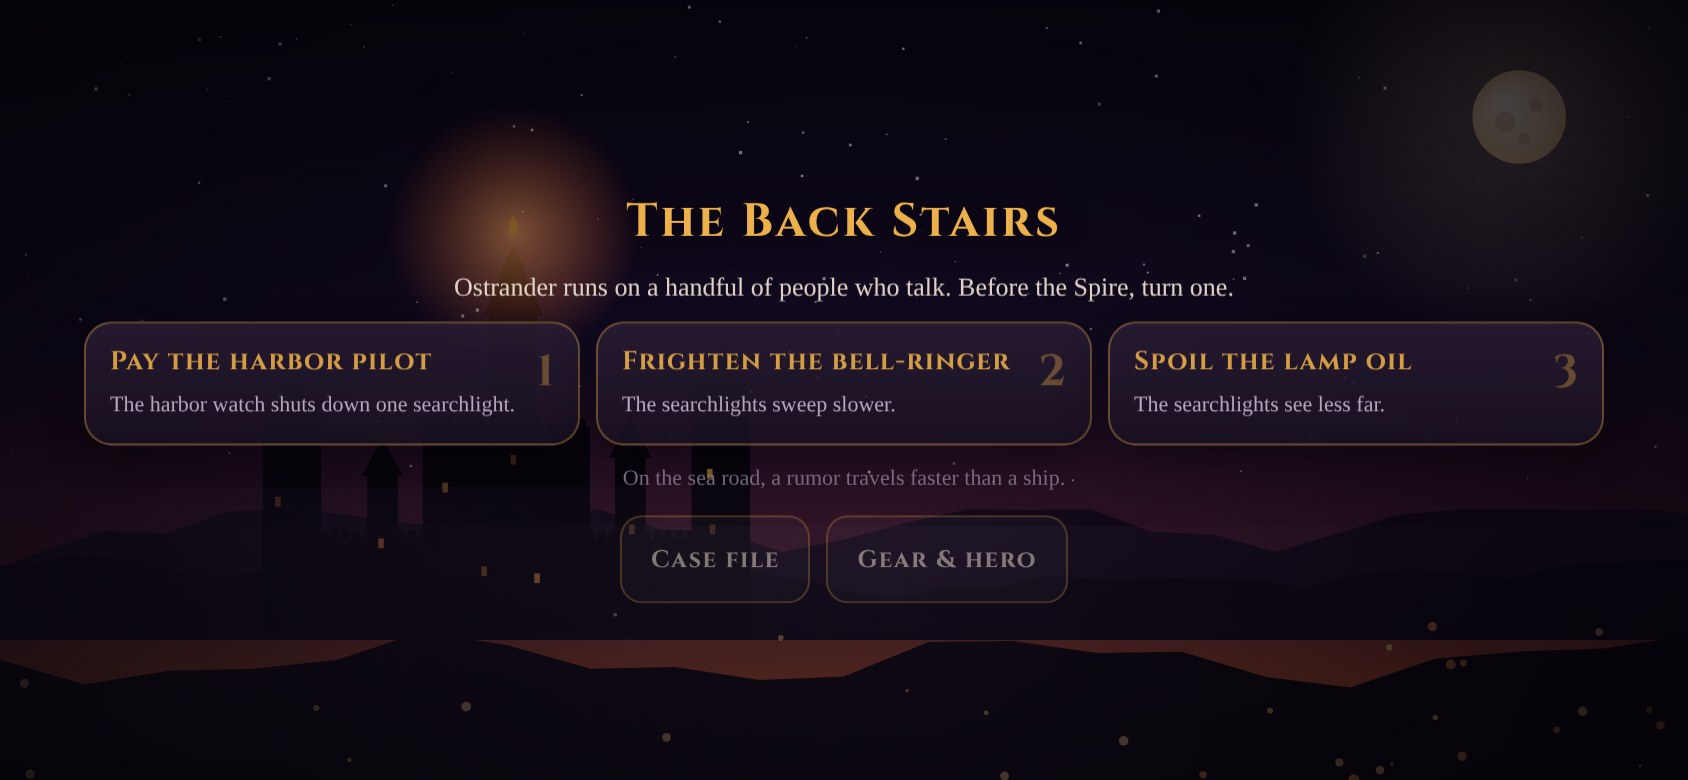 The Back Stairs
Ostrander runs on a handful of people who talk. Before the Spire, turn one.
Pay the harbor pilot 1
The harbor watch shuts down one searchlight.
Frighten the bell-ringer 2
The searchlights sweep slower.
Spoil the lamp oil 3
The searchlights see less far.
On the sea road, a rumor travels faster than a ship.
Case file
Gear & hero